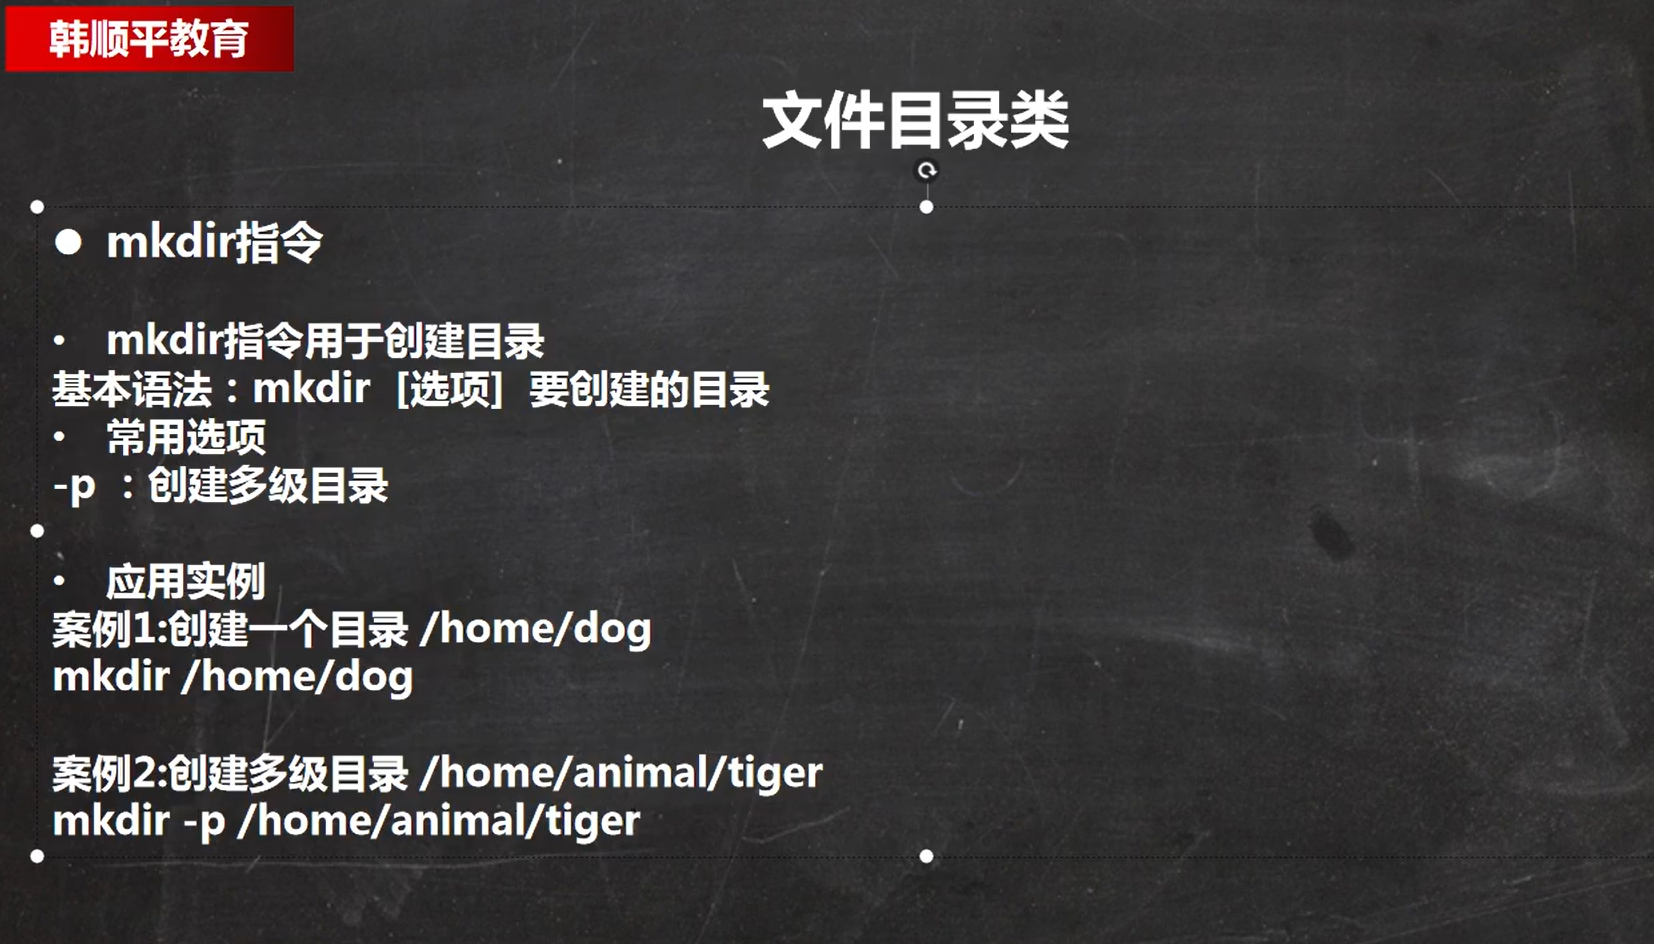 韩顺平教育
文件目录类
● mkdir指令
• mkdir指令用于创建目录
基本语法：mkdir [选项] 要创建的目录
• 常用选项
-p ：创建多级目录
• 应用实例
案例1:创建一个目录 /home/dog
mkdir /home/dog
案例2:创建多级目录 /home/animal/tiger
mkdir -p /home/animal/tiger